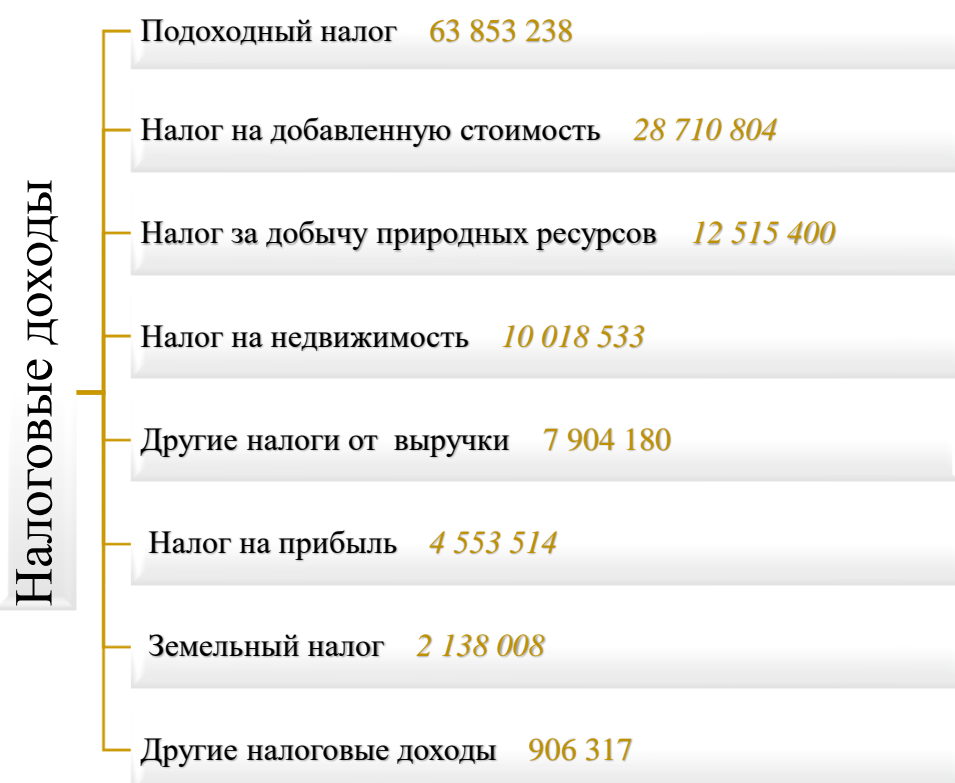 Налоговые доходы
Подоходный налог 63 853 238
Налог на добавленную стоимость 28 710 804
Налог за добычу природных ресурсов 12 515 400
Налог на недвижимость 10 018 533
Другие налоги от выручки 7 904 180
Налог на прибыль 4 553 514
Земельный налог 2 138 008
Другие налоговые доходы 906 317